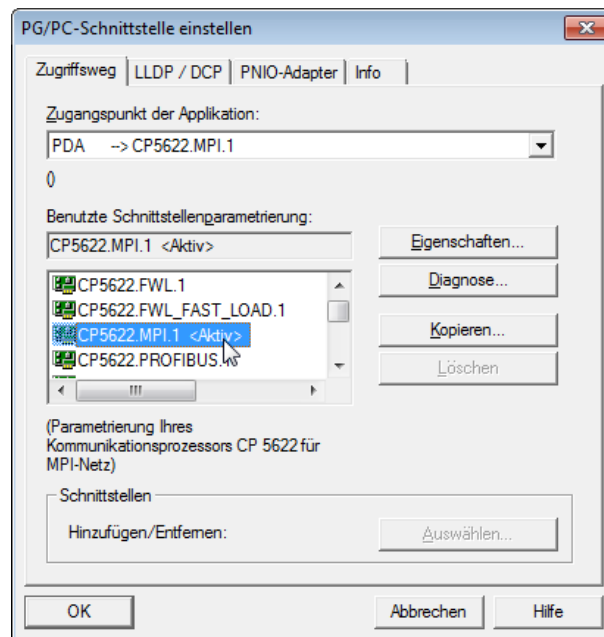 PG/PC-Schnittstelle einstellen
Zugriffsweg LLDP / DCP PNIO-Adapter Info
Zugangspunkt der Applikation:
PDA --> CP5622.MPI.1
()
Benutzte Schnittstellenparametrierung:
CP5622.MPI.1 <Aktiv>
Eigenschaften...
CP5622.FWL.1
Diagnose...
CP5622.FWL_FAST_LOAD.1
CP5622.MPI.1 <Aktiv>
Kopieren...
CP5622.PROFIBUS.
Löschen
(Parametrierung Ihres
Kommunikationsprozessors CP 5622 für
MPI-Netz)
Schnittstellen
Hinzufügen/Entfernen:
Auswählen...
OK Abbrechen Hilfe